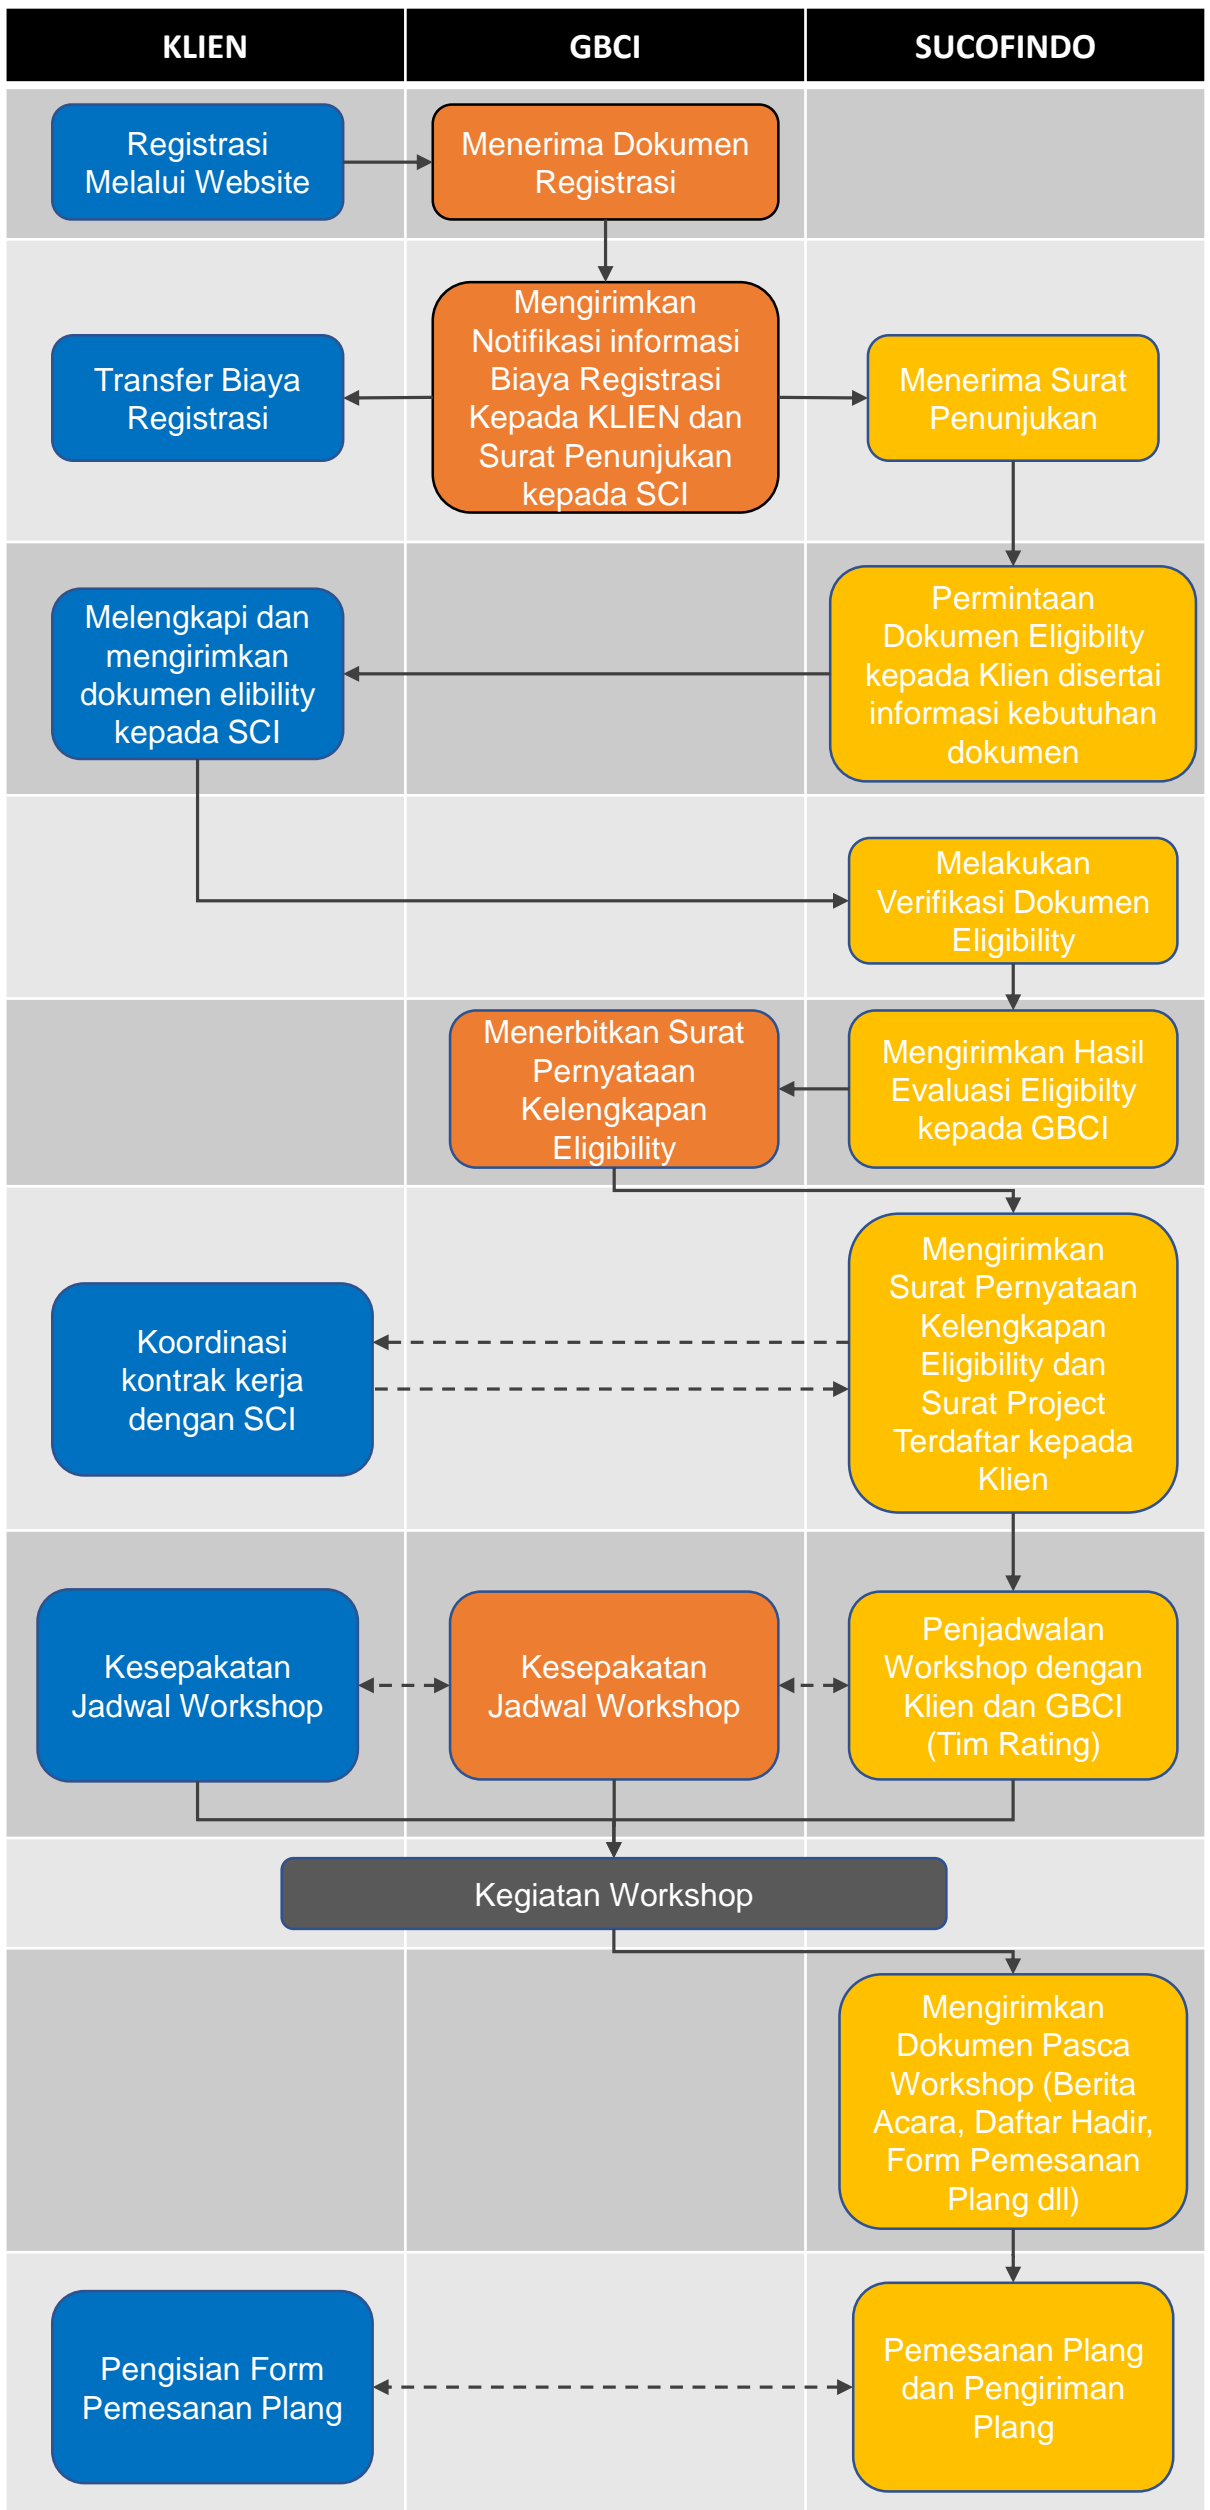 KLIEN
GBCI
SUCOFINDO
Registrasi
Melalui Website
Menerima Dokumen
Registrasi
Transfer Biaya
Registrasi
Mengirimkan
Notifikasi informasi
Biaya Registrasi
Kepada KLIEN dan
Surat Penunjukan
kepada SCI
Menerima Surat
Penunjukan
Melengkapi dan
mengirimkan
dokumen elibility
kepada SCI
Permintaan
Dokumen Eligibilty
kepada Klien disertai
informasi kebutuhan
dokumen
Melakukan
Verifikasi Dokumen
Eligibility
Menerbitkan Surat
Pernyataan
Kelengkapan
Eligibility
Mengirimkan Hasil
Evaluasi Eligibilty
kepada GBCI
Koordinasi
kontrak kerja
dengan SCI
Mengirimkan
Surat Pernyataan
Kelengkapan
Eligibility dan
Surat Project
Terdaftar kepada
Klien
Kesepakatan
Jadwal Workshop
Kesepakatan
Jadwal Workshop
Penjadwalan
Workshop dengan
Klien dan GBCI
(Tim Rating)
Kegiatan Workshop
Mengirimkan
Dokumen Pasca
Workshop (Berita
Acara, Daftar Hadir,
Form Pemesanan
Plang dll)
Pengisian Form
Pemesanan Plang
Pemesanan Plang
dan Pengiriman
Plang